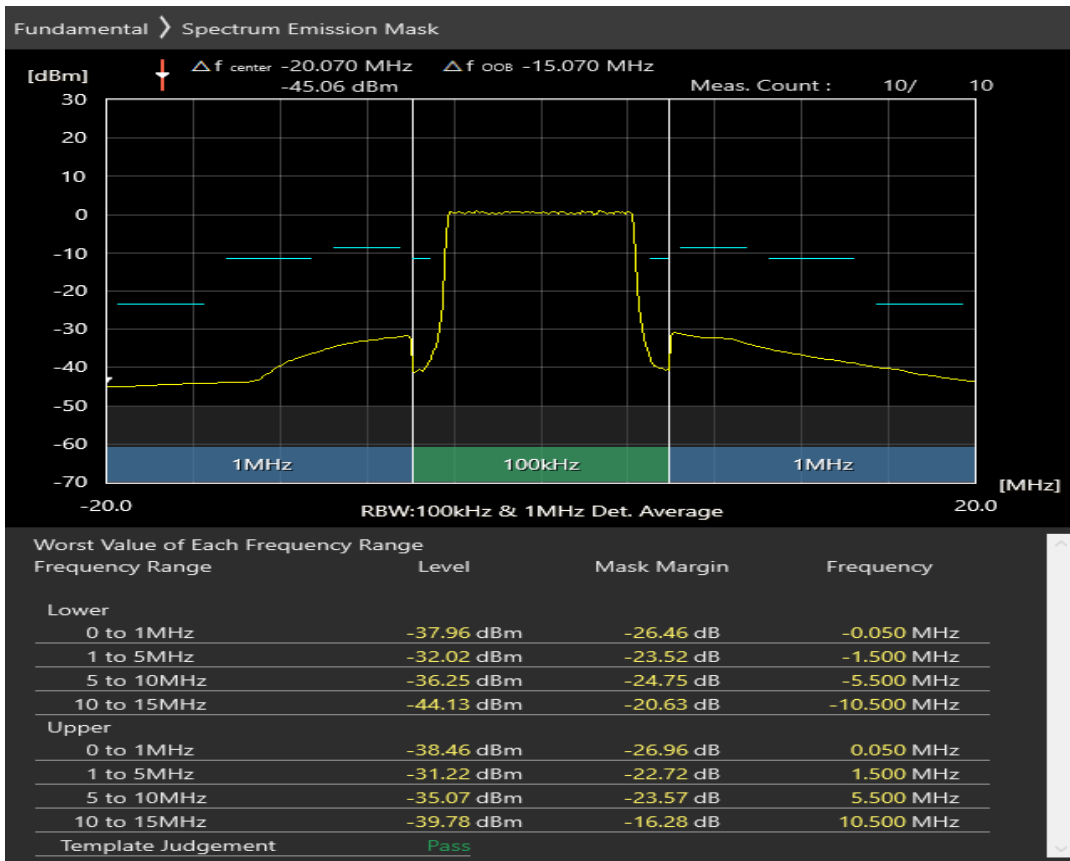 Fundamental ❯ Spectrum Emission Mask
[dBm]
△f center -20.070 MHz △f OOB -15.070 MHz
-45.06 dBm
Meas. Count : 10/ 10
30
20
10
0
-10
-20
-30
-40
-50
-60
-70
1MHz 100kHz 1MHz
[MHz]
-20.0 RBW:100kHz & 1MHz Det. Average 20.0
Worst Value of Each Frequency Range
Frequency Range Level Mask Margin Frequency
Lower
0 to 1MHz -37.96 dBm -26.46 dB -0.050 MHz
1 to 5MHz -32.02 dBm -23.52 dB -1.500 MHz
5 to 10MHz -36.25 dBm -24.75 dB -5.500 MHz
10 to 15MHz -44.13 dBm -20.63 dB -10.500 MHz
Upper
0 to 1MHz -38.46 dBm -26.96 dB 0.050 MHz
1 to 5MHz -31.22 dBm -22.72 dB 1.500 MHz
5 to 10MHz -35.07 dBm -23.57 dB 5.500 MHz
10 to 15MHz -39.78 dBm -16.28 dB 10.500 MHz
Template Judgement Pass